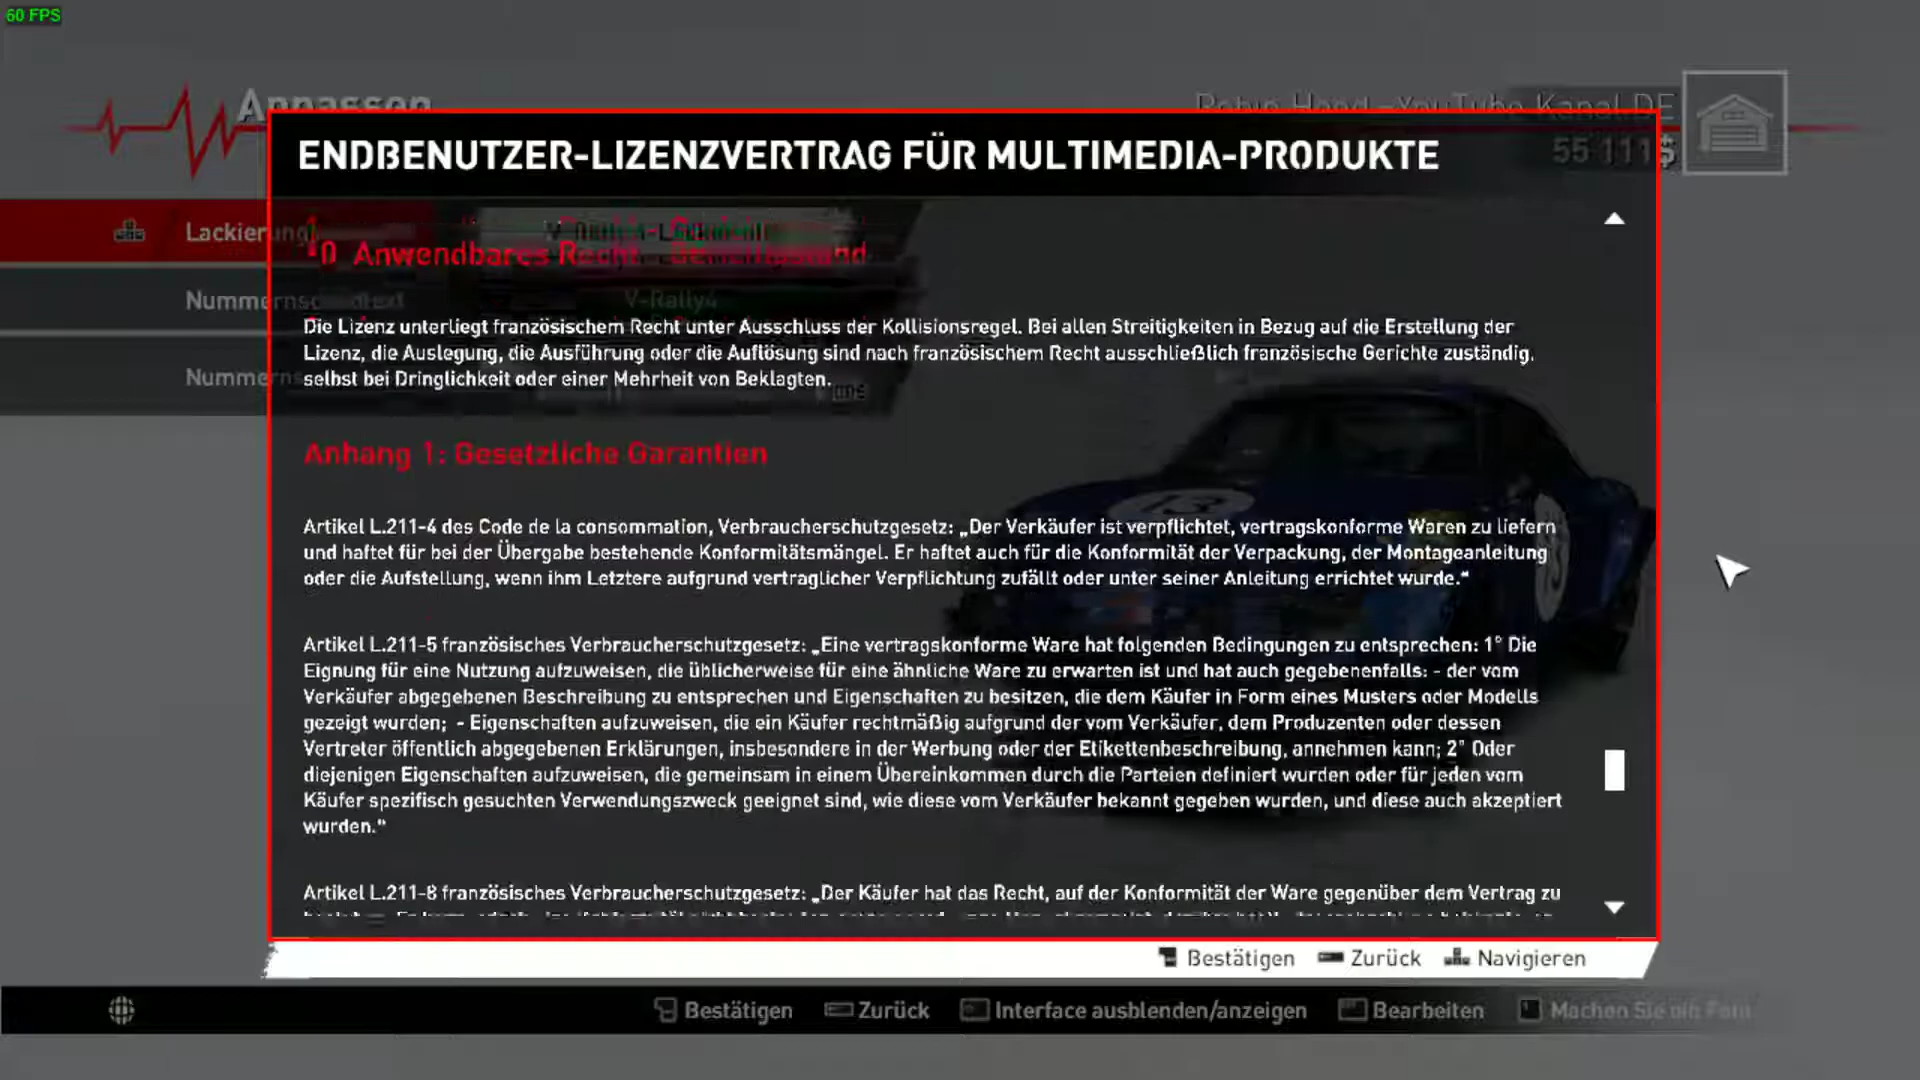 60 FPS
Anpassen
Robin Hood -YouTube Kanal DE
55 111$
ENDBENUTZER-LIZENZVERTRAG FÜR MULTIMEDIA-PRODUKTE
Lackierung
Anwendbares Recht
V-Rally4
Die Lizenz unterliegt französischem Recht unter Ausschluss der Kollisionsregel. Bei allen Streitigkeiten in Bezug auf die Erstellung der
Lizenz, die Auslegung, die Ausführung oder die Auflösung sind nach französischem Recht ausschließlich französische Gerichte zuständig,
selbst bei Dringlichkeit oder einer Mehrheit von Beklagten.
Anhang 1: Gesetzliche Garantien
13
Artikel L.211-4 des Code de la consommation, Verbraucherschutzgesetz: „Der Verkäufer ist verpflichtet, vertragskonforme Waren zu liefern
und haftet für bei der Übergabe bestehende Konformitätsmängel. Er haftet auch für die Konformität der Verpackung, der Montageanleitung
oder die Aufstellung, wenn ihm Letztere aufgrund vertraglicher Verpflichtung zufällt oder unter seiner Anleitung errichtet wurde."
Artikel L.211-5 französisches Verbraucherschutzgesetz: „Eine vertragskonforme Ware hat folgenden Bedingungen zu entsprechen: 1° Die
Eignung für eine Nutzung aufzuweisen, die üblicherweise für eine ähnliche Ware zu erwarten ist und hat auch gegebenenfalls: - der vom
Verkäufer abgegebenen Beschreibung zu entsprechen und Eigenschaften zu besitzen, die dem Käufer in Form eines Musters oder Modells
gezeigt wurden; - Eigenschaften aufzuweisen, die ein Käufer rechtmäßig aufgrund der vom Verkäufer, dem Produzenten oder dessen
Vertreter öffentlich abgegebenen Erklärungen, insbesondere in der Werbung oder der Etikettenbeschreibung, annehmen kann; 2° Oder
diejenigen Eigenschaften aufzuweisen, die gemeinsam in einem Übereinkommen durch die Parteien definiert wurden oder für jeden vom
Käufer spezifisch gesuchten Verwendungszweck geeignet sind, wie diese vom Verkäufer bekannt gegeben wurden, und diese auch akzeptiert
wurden."
Artikel L.211-8 französisches Verbraucherschutzgesetz: „Der Käufer hat das Recht, auf der Konformität der Ware gegenüber dem Vertrag zu
Bestätigen Zurück Navigieren
Bestätigen Zurück Interface ausblenden/anzeigen Bearbeiten Machen Sie ein Foto